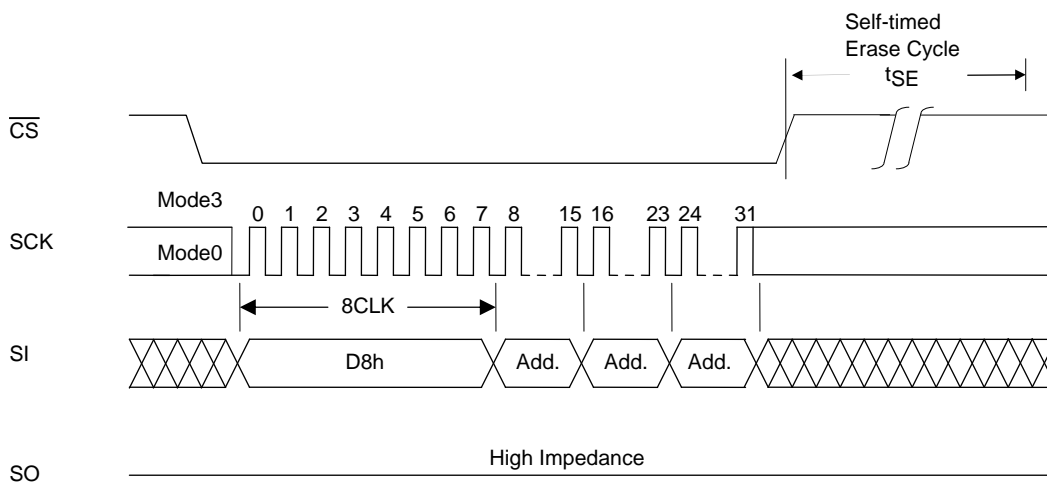 Self-timed
Erase Cycle
tSE
CS
Mode3
0 1 2 3 4 5 6 7 8 15 16 23 24 31
SCK
Mode0
8CLK
SI
D8h Add. Add. Add.
High Impedance
SO